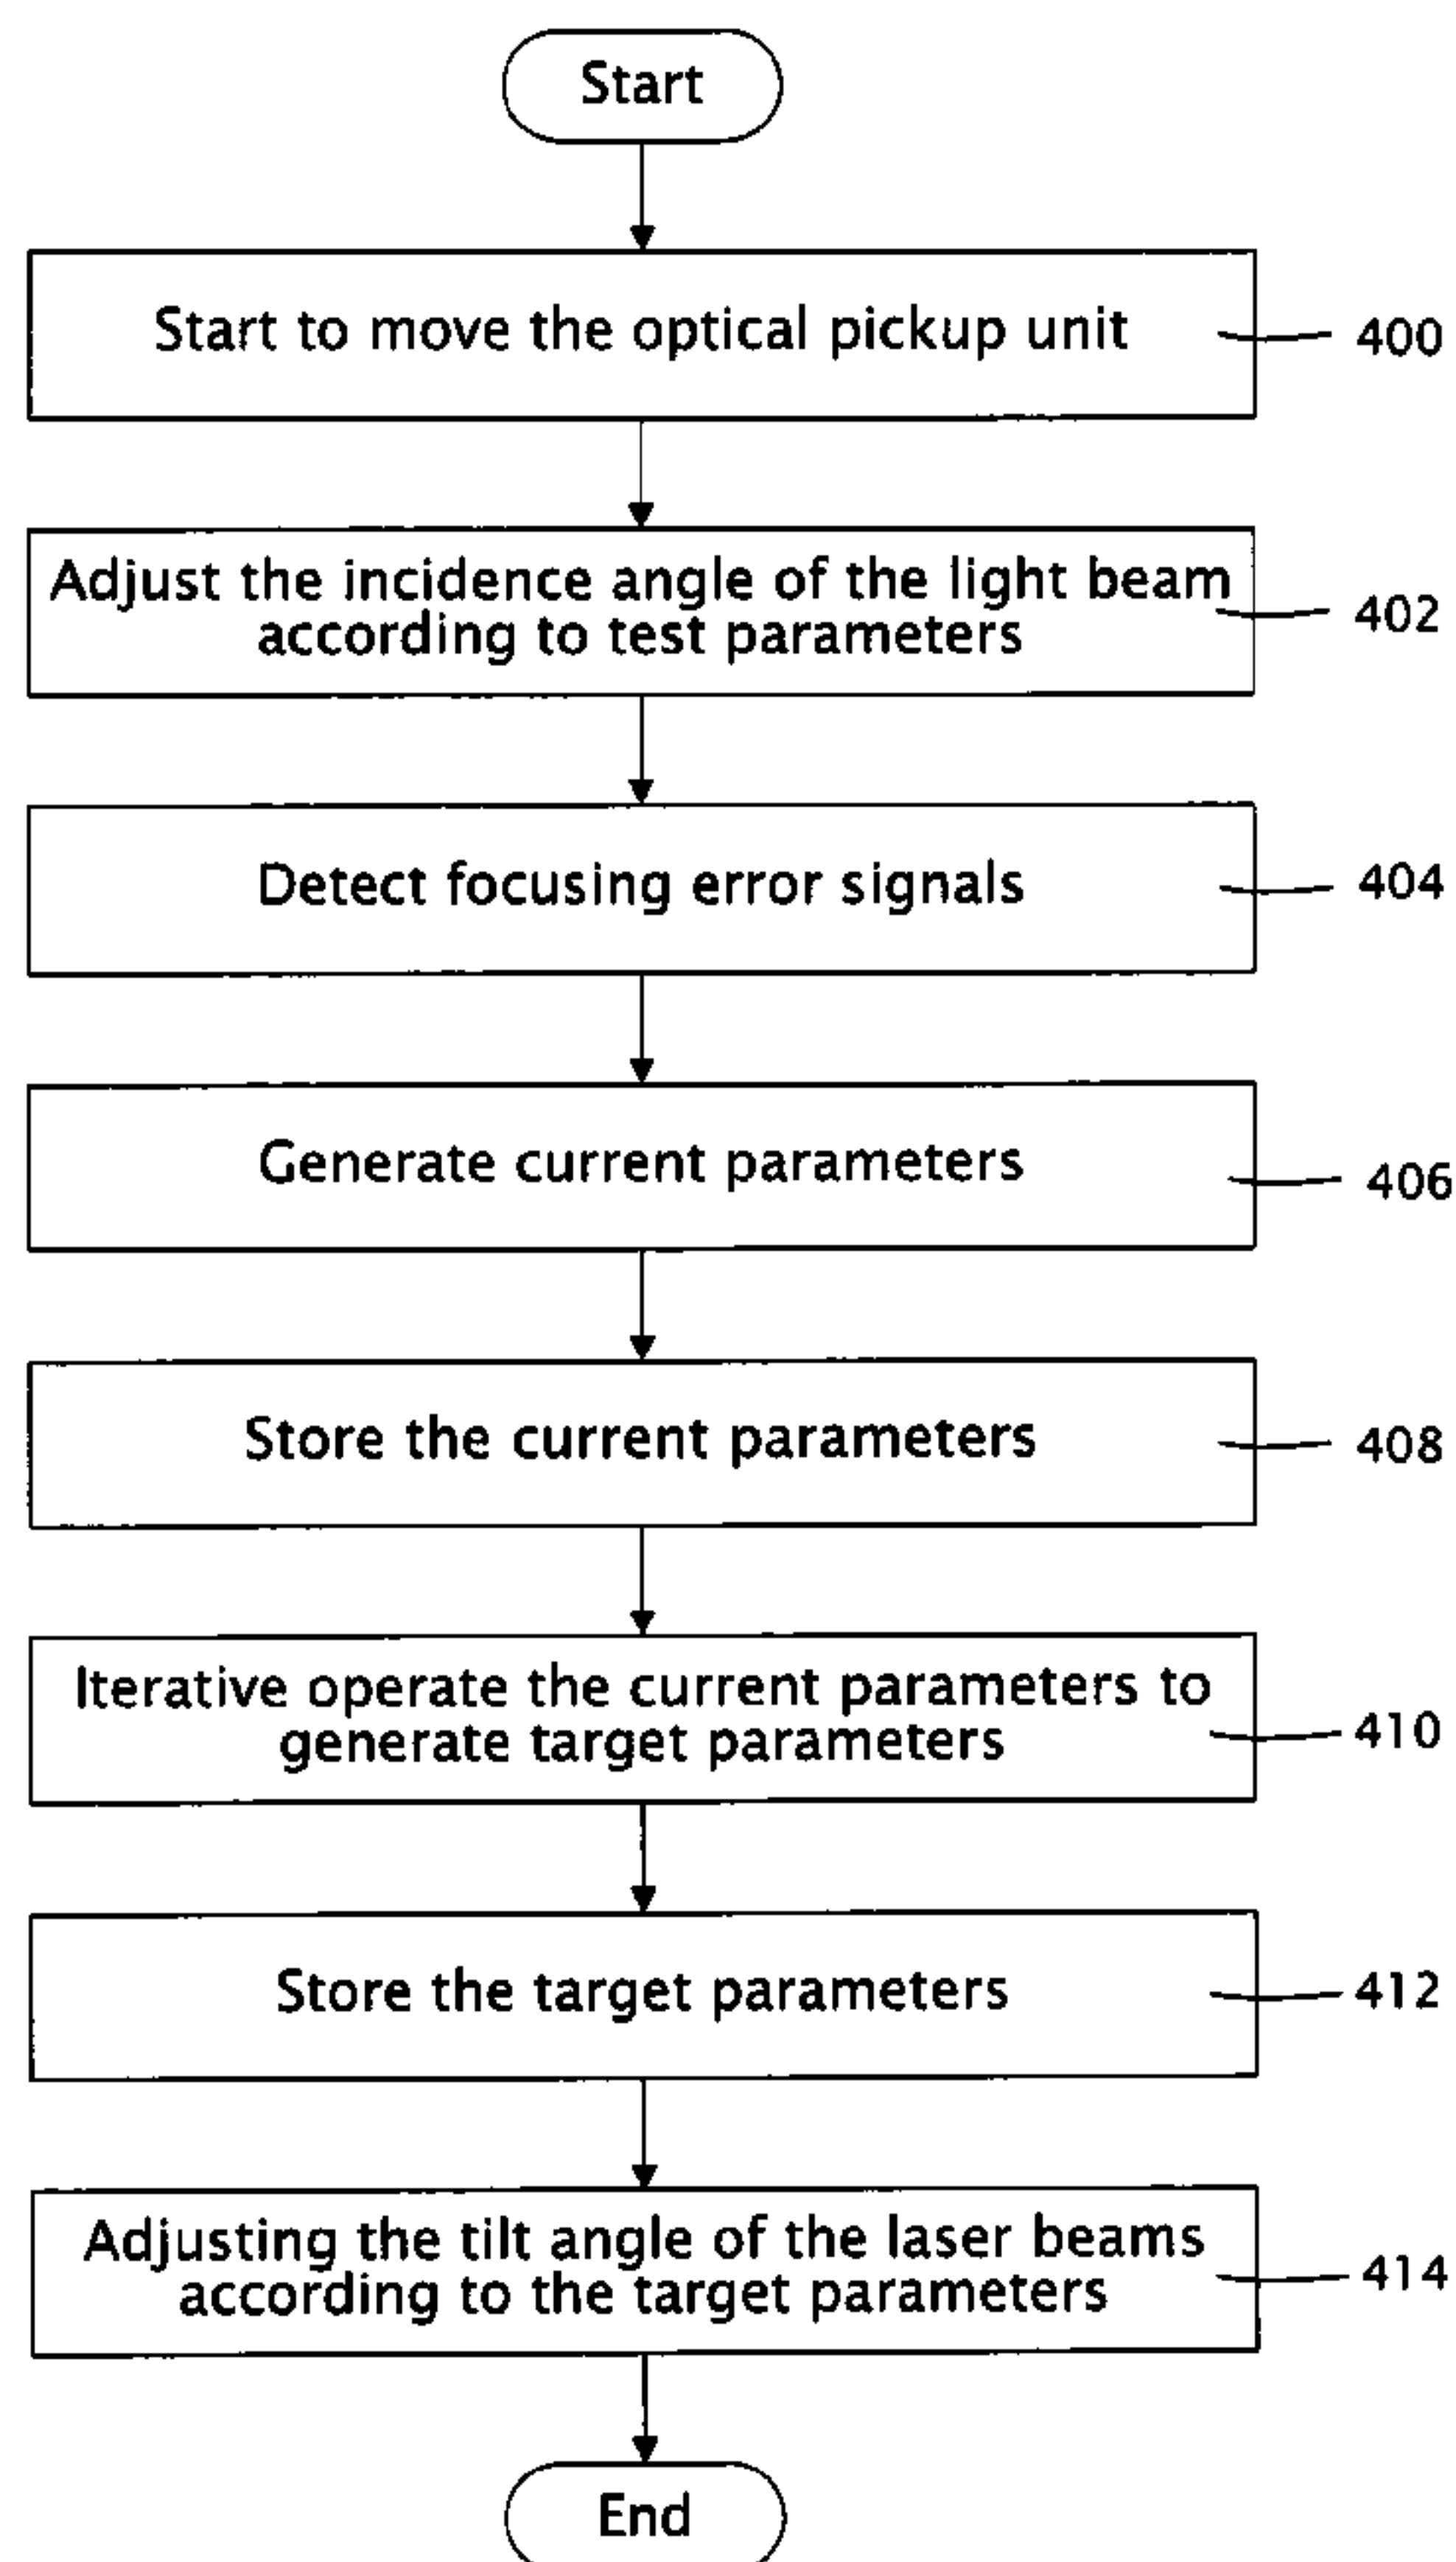 Start
Start to move the optical pickup unit
400
Adjust the incidence angle of the light beam
according to test parameters
402
Detect focusing error signals
404
Generate current parameters
406
Store the current parameters
408
Iterative operate the current parameters to
generate target parameters
410
Store the target parameters
412
Adjusting the tilt angle of the laser beams
according to the target parameters
414
End